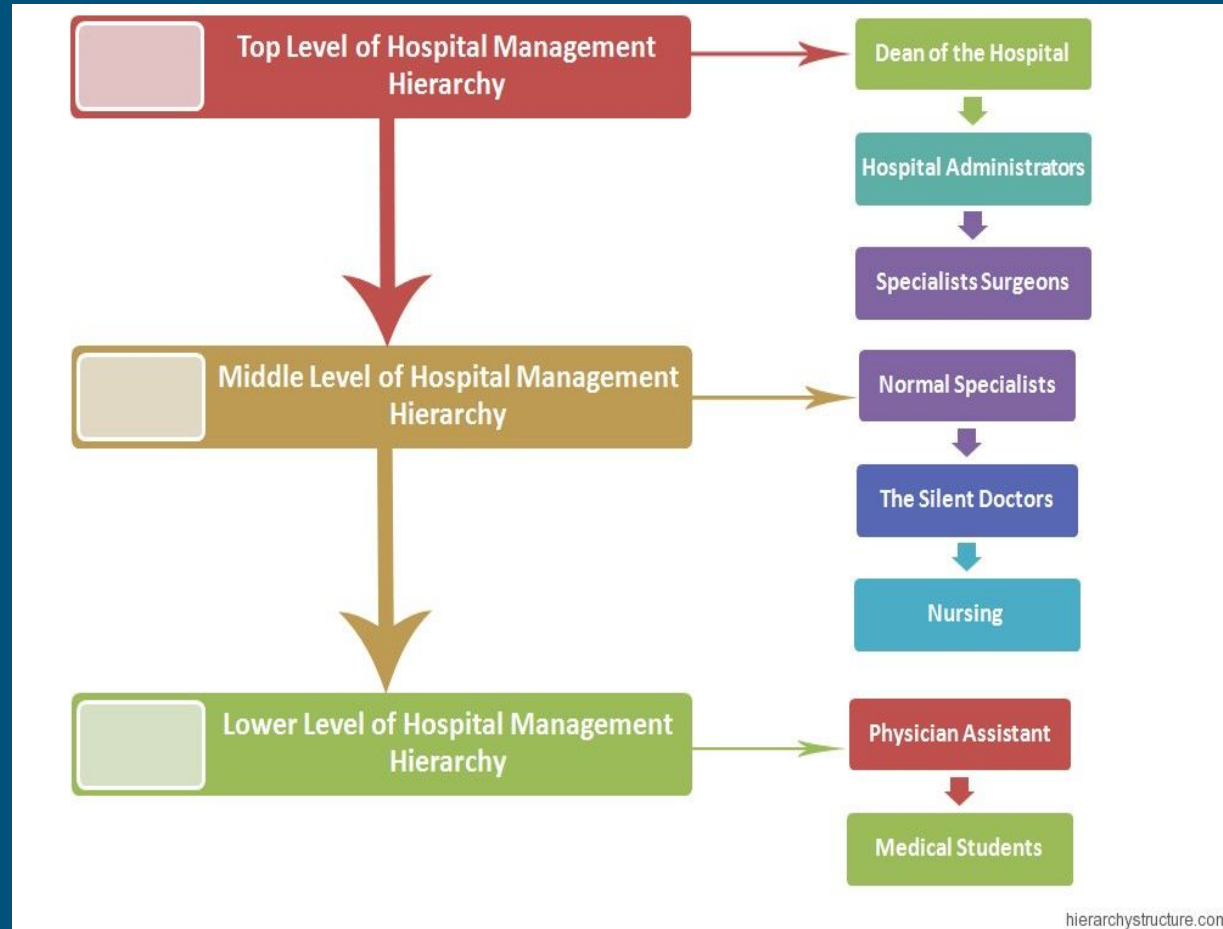 Top Level of Hospital Management
Hierarchy
Dean of the Hospital
Hospital Administrators
Specialists Surgeons
Middle Level of Hospital Management
Hierarchy
Normal Specialists
The Silent Doctors
Nursing
Lower Level of Hospital Management
Hierarchy
Physician Assistant
Medical Students
hierarchystructure.com